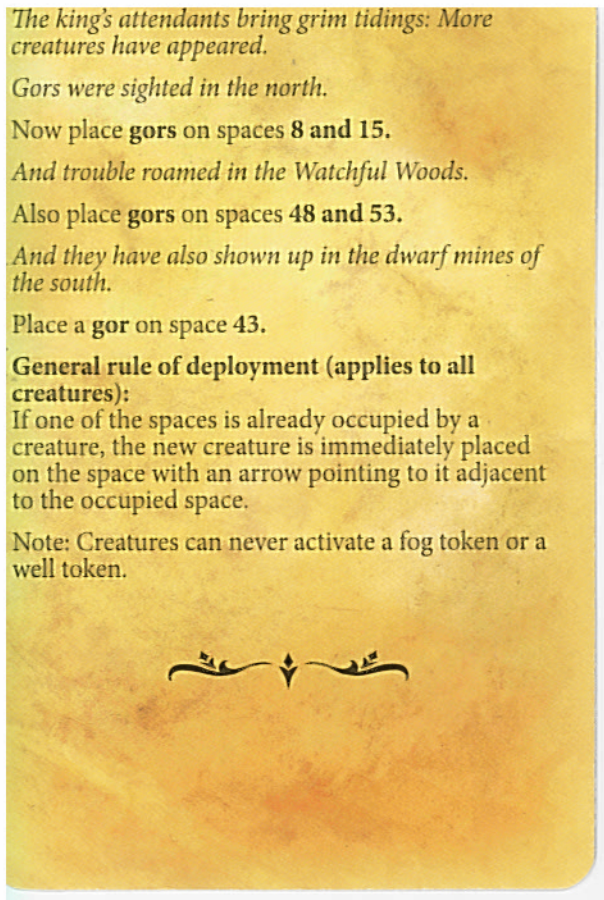 The king's attendants bring grim tidings: More
creatures have appeared.
Gors were sighted in the north.
Now place gors on spaces 8 and 15.
And trouble roamed in the Watchful Woods.
Also place gors on spaces 48 and 53.
And they have also shown up in the dwarf mines of
the south.
Place a gor on space 43.
General rule of deployment (applies to all
creatures):
If one of the spaces is already occupied by a
creature, the new creature is immediately placed
on the space with an arrow pointing to it adjacent
to the occupied space.
Note: Creatures can never activate a fog token or a
well token.